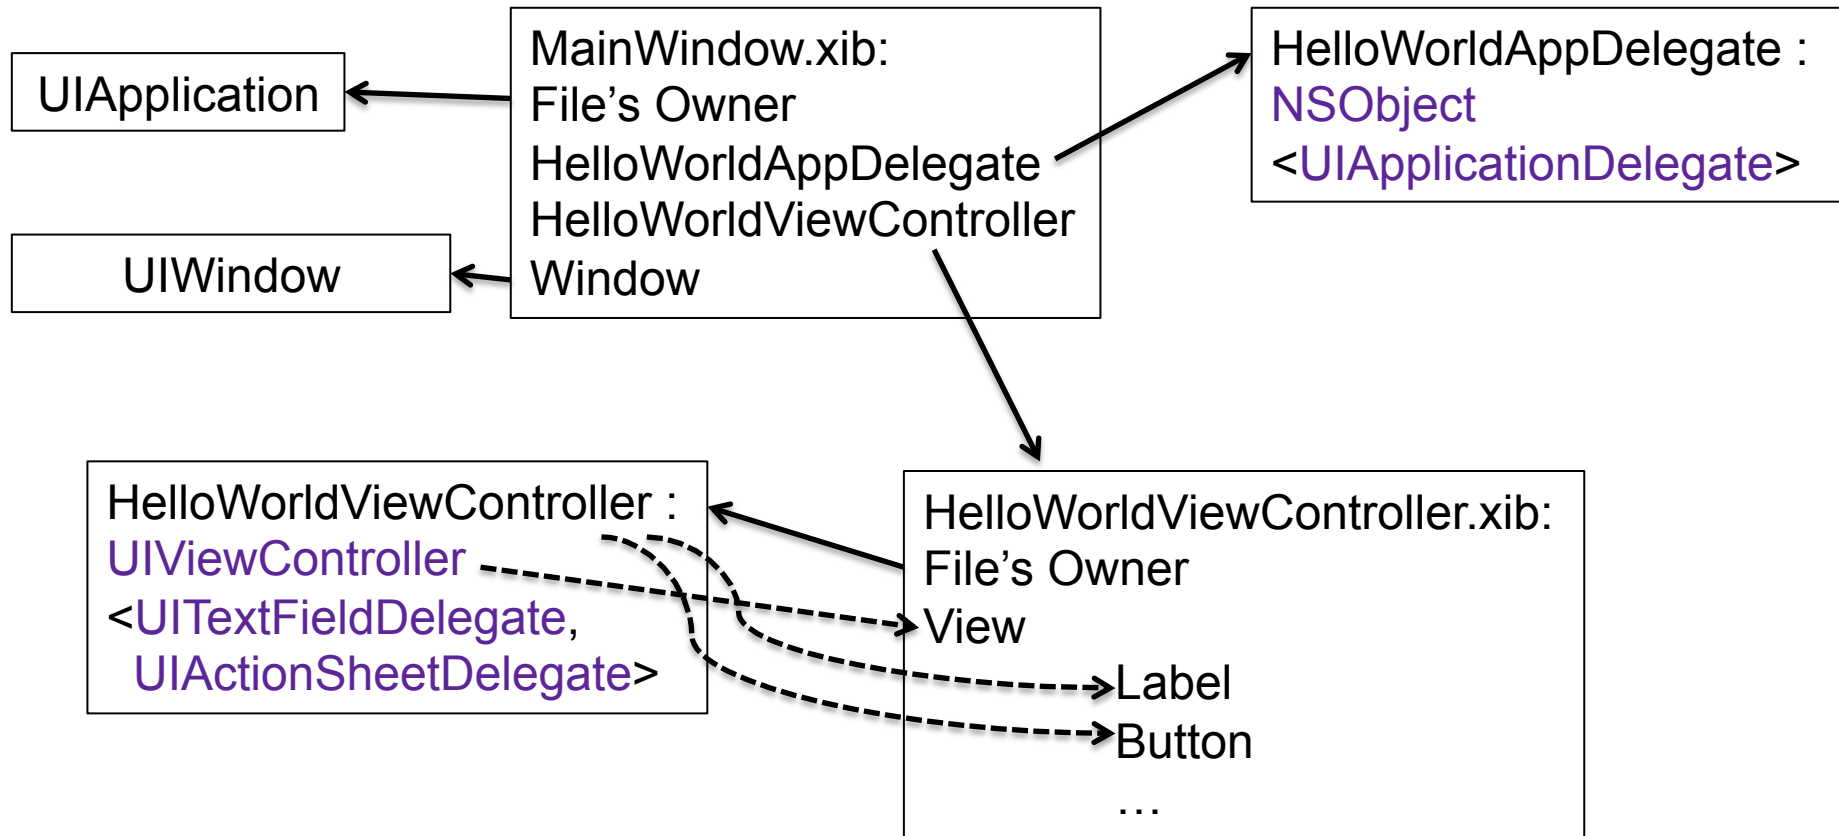 UIApplication
UIWindow
MainWindow.xib:
File’s Owner
HelloWorldAppDelegate
HelloWorldViewController
Window
HelloWorldAppDelegate :
NSObject
<UIApplicationDelegate>
HelloWorldViewController :
UIViewController
<UITextFieldDelegate,
UIActionSheetDelegate>
HelloWorldViewController.xib:
File’s Owner
View
Label
Button
…